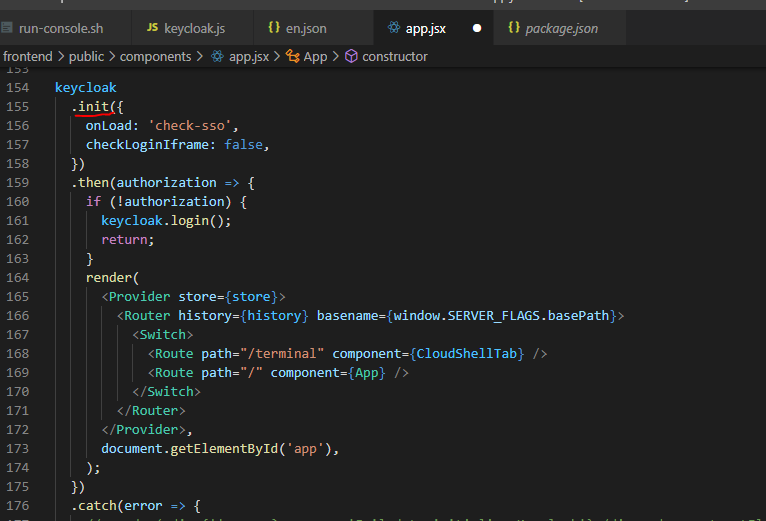 run-console.sh JS keycloak.js {} en.json app.jsx {} package.json
frontend > public > components > app.jsx > App > constructor
153
154 keycloak
155 .init({
156 onLoad: 'check-sso',
157 checkLoginIframe: false,
158 })
159 .then(authorization => {
160 if (!authorization) {
161 keycloak.login();
162 return;
163 }
164 render(
165 <Provider store={store}>
166 <Router history={history} basename={window.SERVER_FLAGS.basePath}>
167 <Switch>
168 <Route path="/terminal" component={CloudShellTab} />
169 <Route path="/" component={App} />
170 </Switch>
171 </Router>
172 </Provider>,
173 document.getElementById('app'),
174 );
175 })
176 .catch(error => {